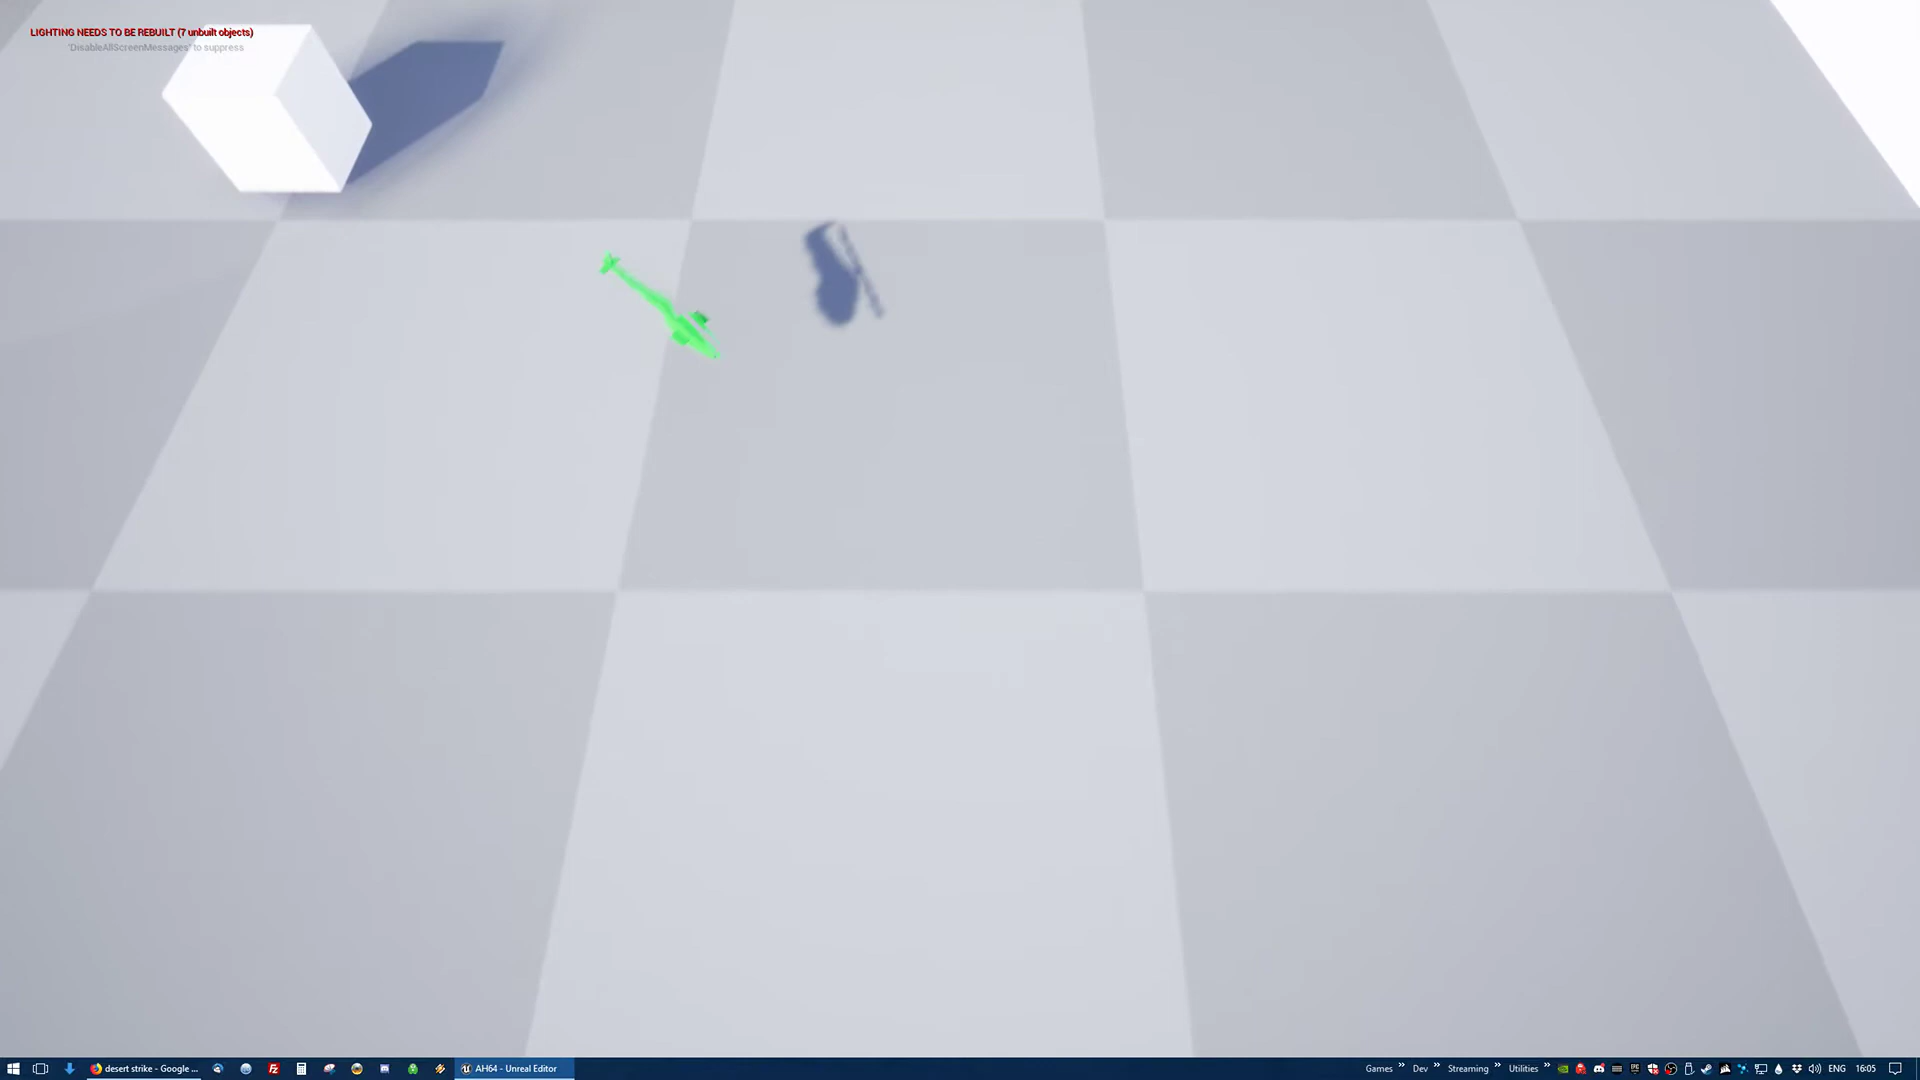 LIGHTING NEEDS TO BE REBUILT (7 unbuilt objects)
'DisableAllScreenMessages' to suppress
desert strike - Google ...
AH64 - Unreal Editor
Games
Dev
Streaming
Utilities
ENG
16:05